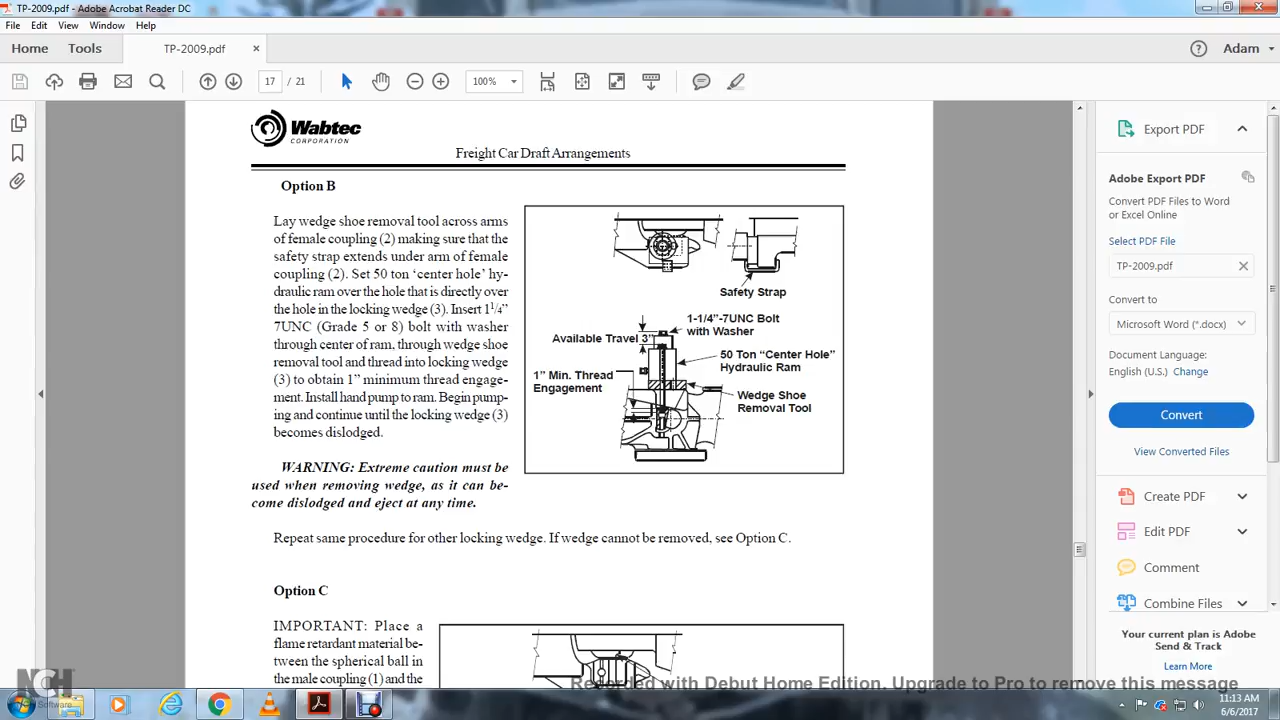 TP-2009.pdf - Adobe Acrobat Reader DC
File Edit View Window Help
Home Tools TP-2009.pdf × Adam
17 / 21 100%
Wabtec
CORPORATION
Freight Car Draft Arrangements
Option B
Lay wedge shoe removal tool across arms
of female coupling (2) making sure that the
safety strap extends under arm of female
coupling (2). Set 50 ton ‘center hole’ hy-
draulic ram over the hole that is directly over
the hole in the locking wedge (3). Insert 1¹/⁴”
7UNC (Grade 5 or 8) bolt with washer
through center of ram, through wedge shoe
removal tool and thread into locking wedge
(3) to obtain 1” minimum thread engage-
ment. Install hand pump to ram. Begin pump-
ing and continue until the locking wedge (3)
becomes dislodged.
WARNING: Extreme caution must be
used when removing wedge, as it can be-
come dislodged and eject at any time.
Safety Strap
1-1/4”-7UNC Bolt
with Washer
Available Travel 3”
50 Ton “Center Hole”
Hydraulic Ram
1” Min. Thread
Engagement
Wedge Shoe
Removal Tool
Repeat same procedure for other locking wedge. If wedge cannot be removed, see Option C.
Option C
IMPORTANT: Place a
flame retardant material be-
tween the spherical ball in
the male coupling (1) and the
Export PDF
Adobe Export PDF
Convert PDF Files to Word
or Excel Online
Select PDF File
TP-2009.pdf
Convert to
Microsoft Word (*.docx)
Document Language:
English (U.S.) Change
Convert
View Converted Files
Create PDF
Edit PDF
Comment
Combine Files
Your current plan is Adobe
Send & Track
Learn More
NCH
Software
Recorded with Debut Home Edition. Upgrade to Pro to remove this message
11:13 AM
6/6/2017